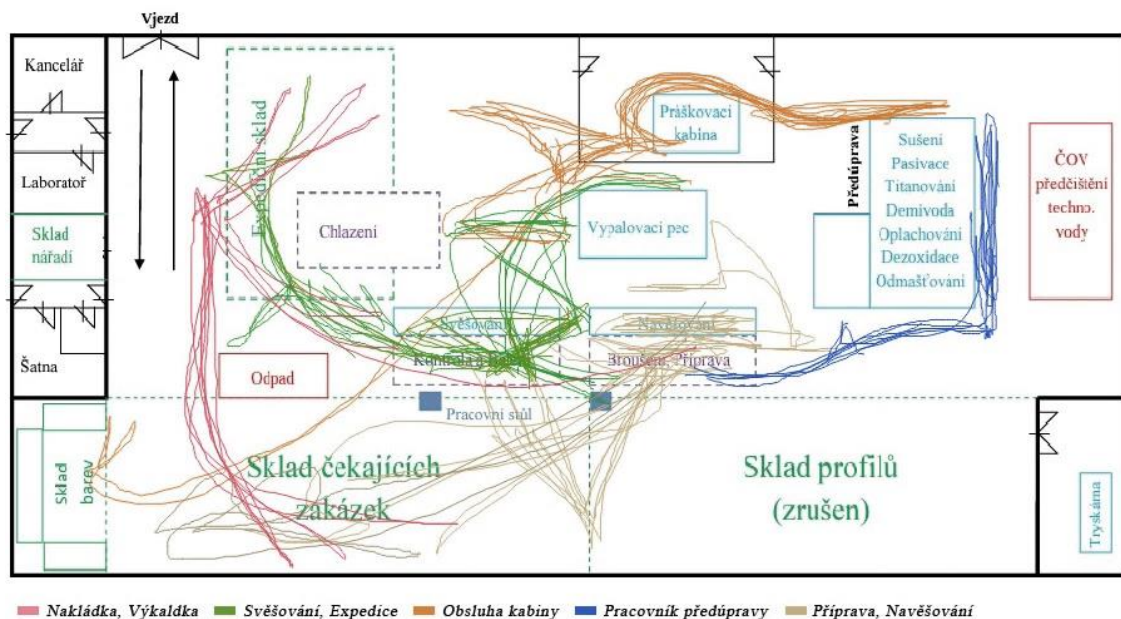 Vjezd
Kancelář
Laboratoř
Sklad
nářadí
Šatna
Expediční sklad
Chlazení
Odpad
Práškovací
kabina
Vypalovací pec
Předúprava
Sušení
Pasivace
Titanování
Demivoda
Oplachování
Dezoxidace
Odmašťování
ČOV
předčištění
techno.
vody
Svěšování
Navěšování
Kontrola a
Broušení, Příprava
Pracovní stůl
Sklad
barev
Sklad čekajících
zakázek
Sklad profilů
(zrušen)
Tryskárna
Nakládka, Výkaldka
Svěšování, Expedice
Obsluha kabiny
Pracovník předúpravy
Příprava, Navěšování